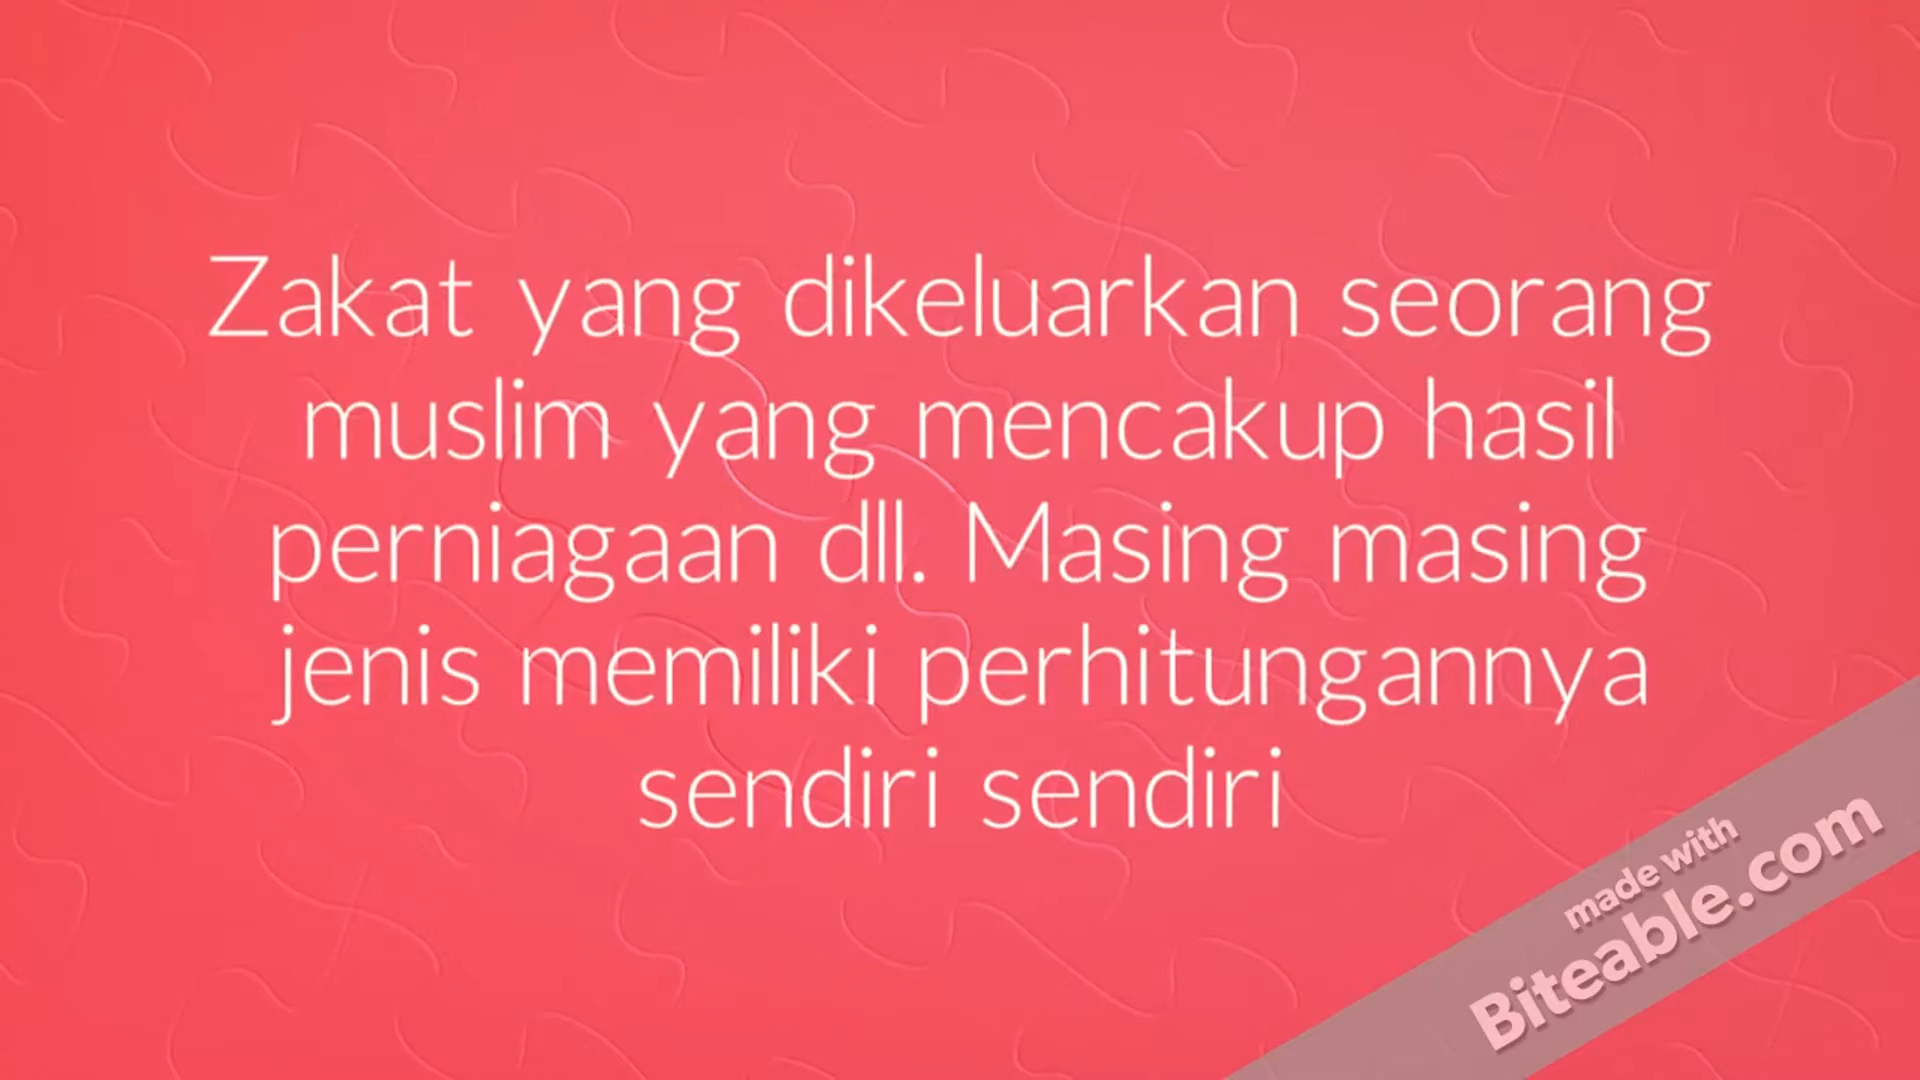 Zakat yang dikeluarkan seorang
muslim yang mencakup hasil
perniagaan dll. Masing masing
jenis memiliki perhitungannya
sendiri sendiri
made with
Biteable.com